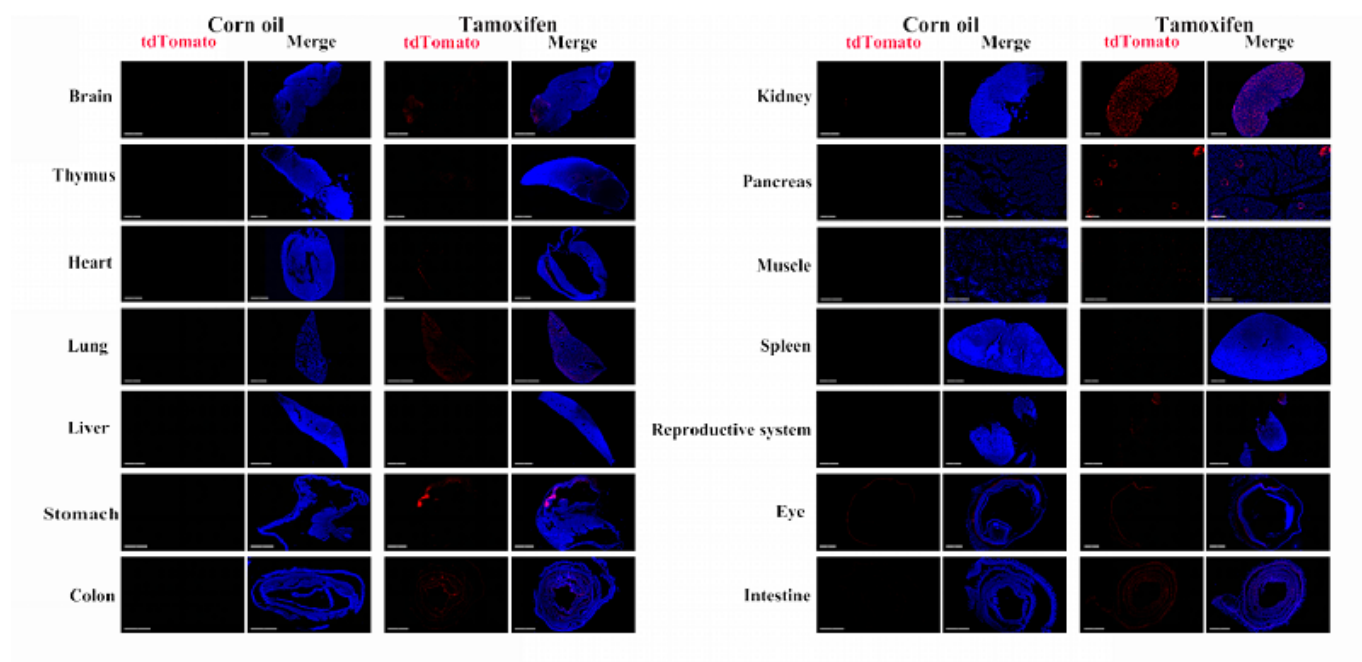 Corn oil Tamoxifen
tdTomato Merge tdTomato Merge
Brain
Thymus
Heart
Lung
Liver
Stomach
Colon
Corn oil Tamoxifen
tdTomato Merge tdTomato Merge
Kidney
Pancreas
Muscle
Spleen
Reproductive system
Eye
Intestine